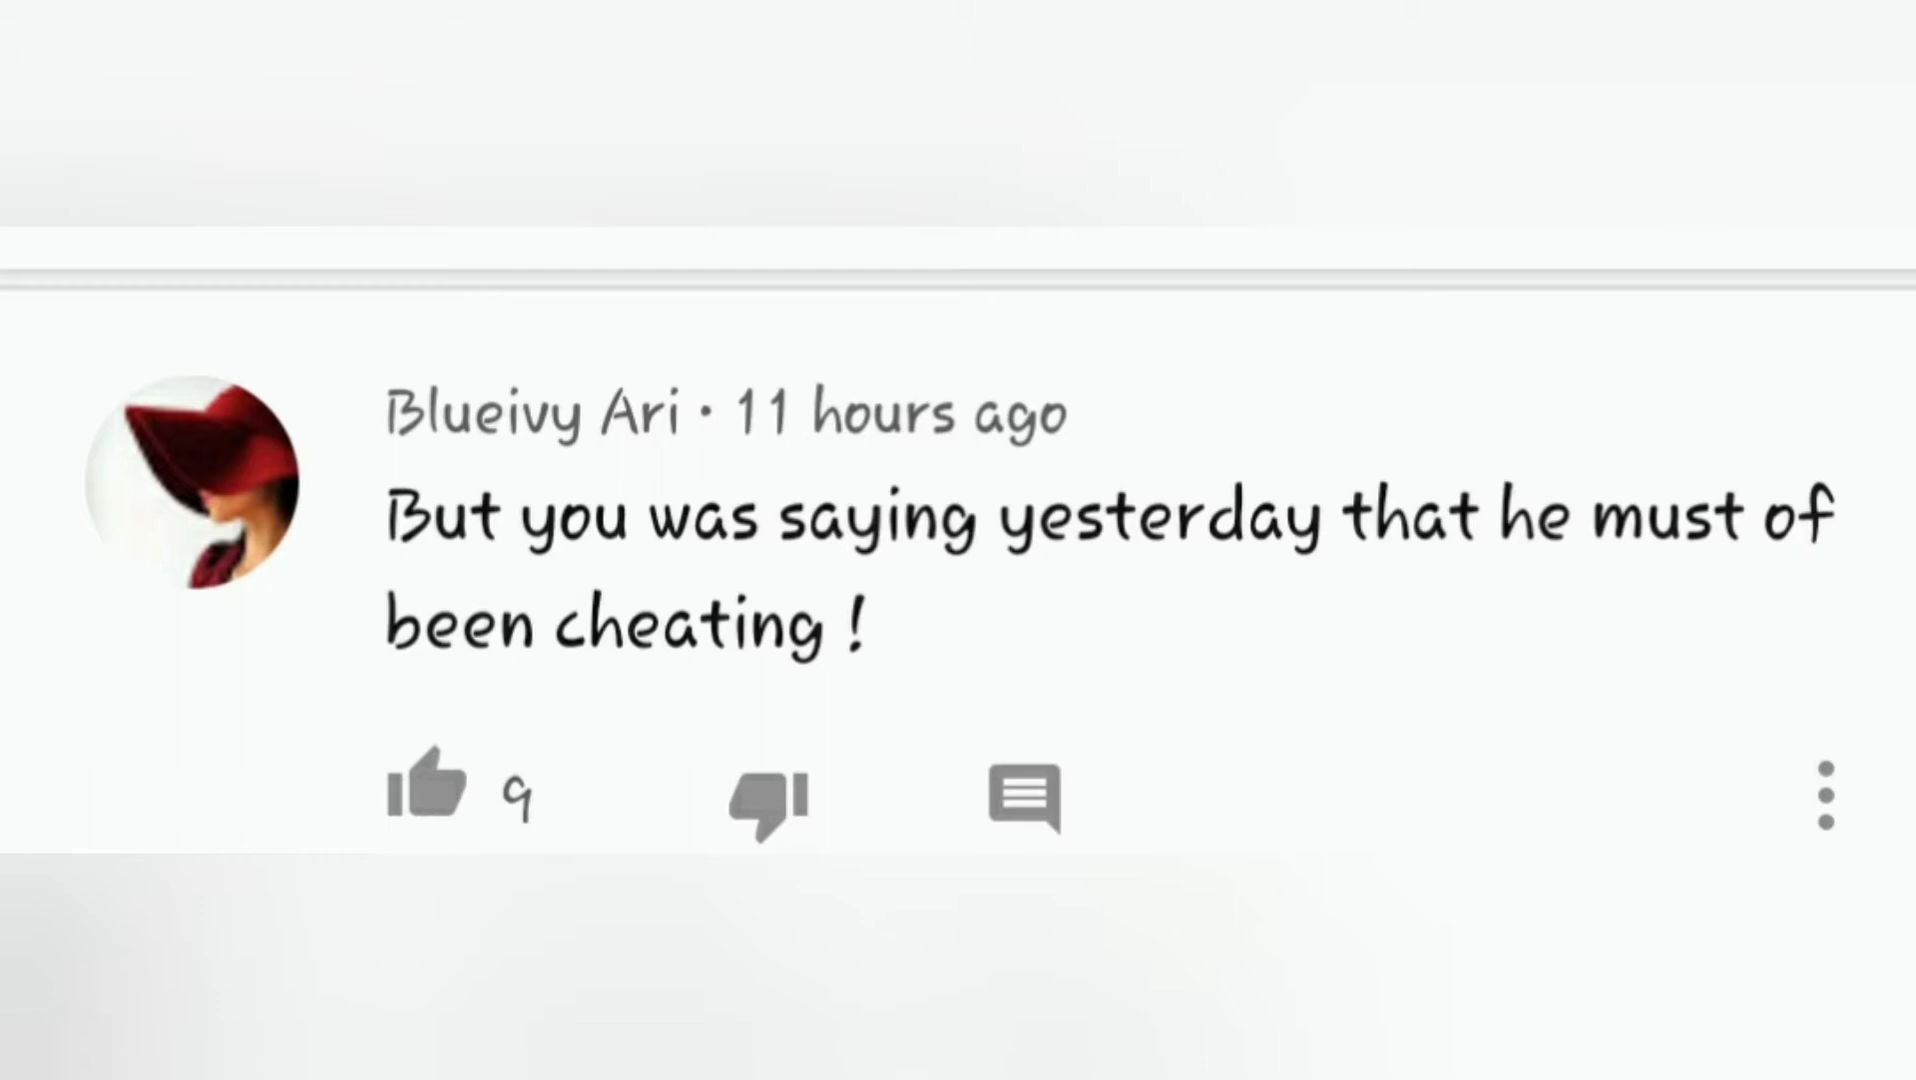 Blueivy Ari · 11 hours ago
But you was saying yesterday that he must of
been cheating !
9